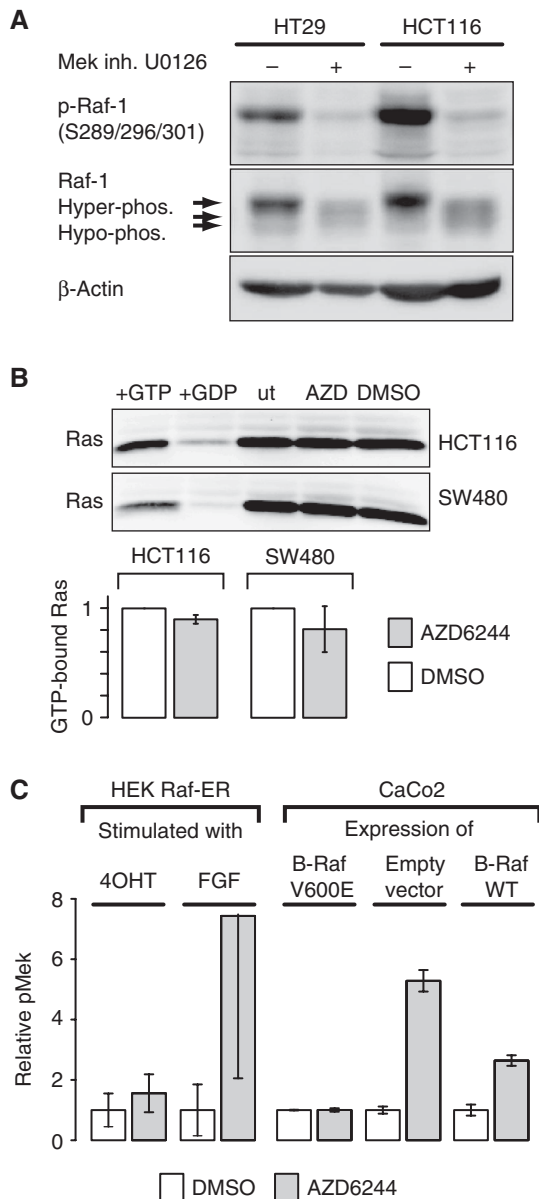 A
HT29 HCT116
Mek inh. U0126 – + – +
p-Raf-1
(S289/296/301)
Raf-1
Hyper-phos.
Hypo-phos.
β-Actin
B
+GTP +GDP ut AZD DMSO
Ras HCT116
Ras SW480
HCT116 SW480
GTP-bound Ras
1
0
AZD6244
DMSO
C
HEK Raf-ER CaCo2
Stimulated with Expression of
4OHT FGF B-Raf V600E Empty vector B-Raf WT
Relative pMek
8
6
4
2
0
DMSO AZD6244